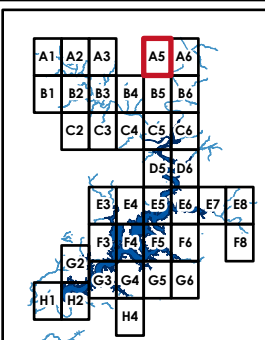 A1 A2 A3 A5 A6
B1 B2 B3 B4 B5 B6
C2 C3 C4 C5 C6
D5 D6
E3 E4 E5 E6 E7 E8
F3 F4 F5 F6 F8
G2
G3 G4 G5 G6
H1 H2
H4